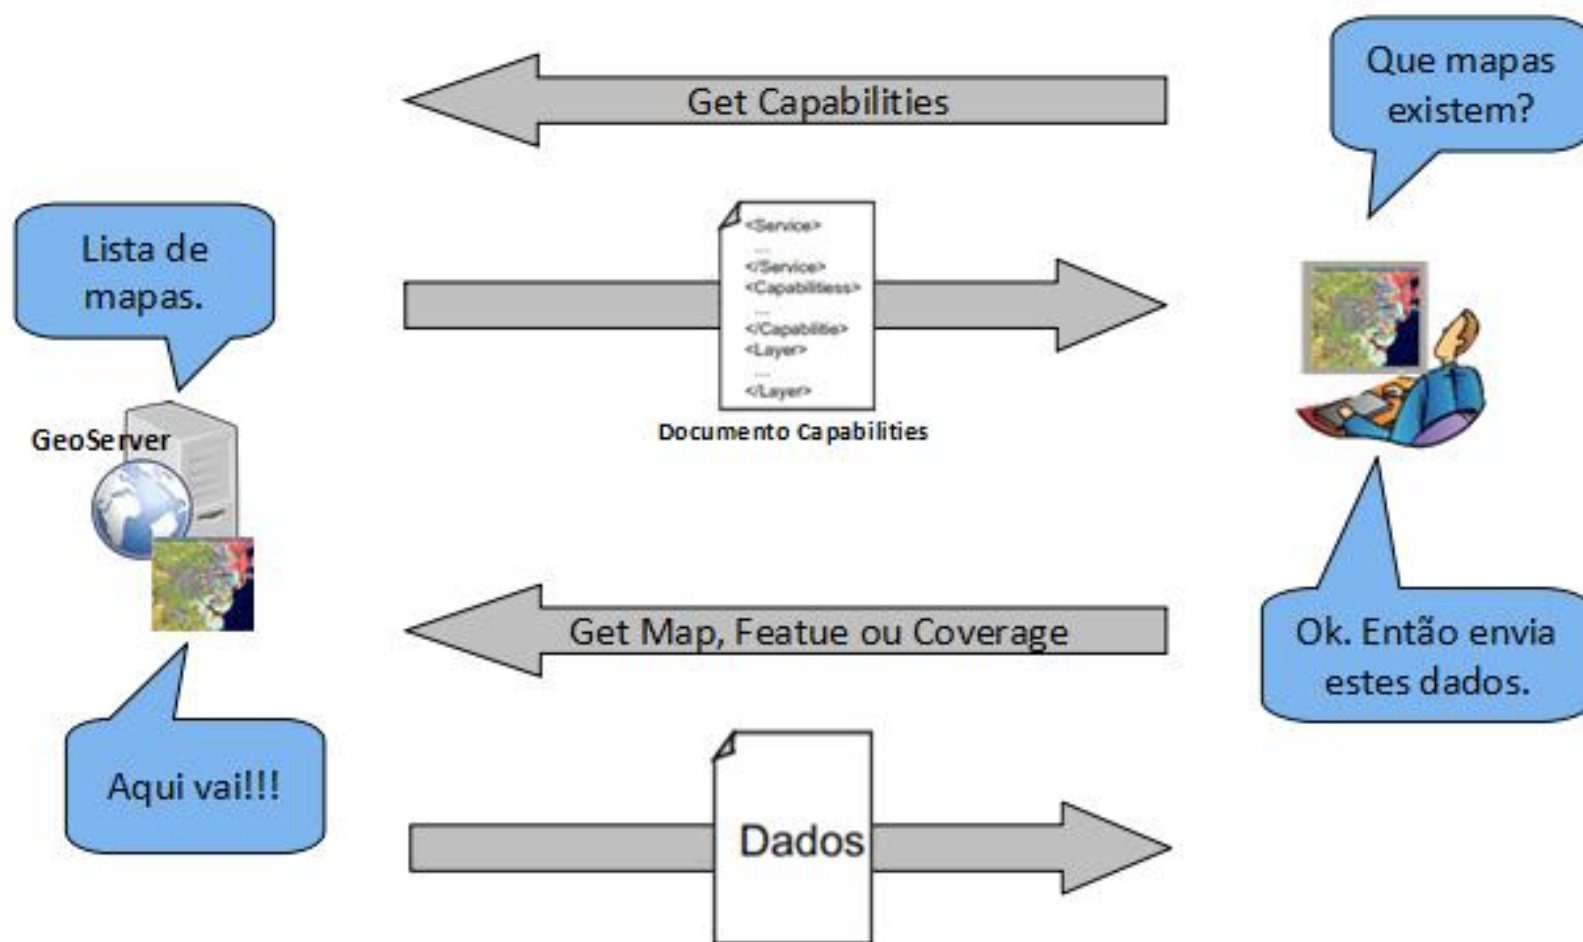 Get Capabilities
Que mapas
existem?
Lista de
mapas.
<Service>
...
</Service>
<Capabilitiess>
...
</Capabilitie>
<Layer>
...
</Layer>
Documento Capabilities
GeoServer
Get Map, Featue ou Coverage
Ok. Então envia
estes dados.
Aqui vai!!!
Dados